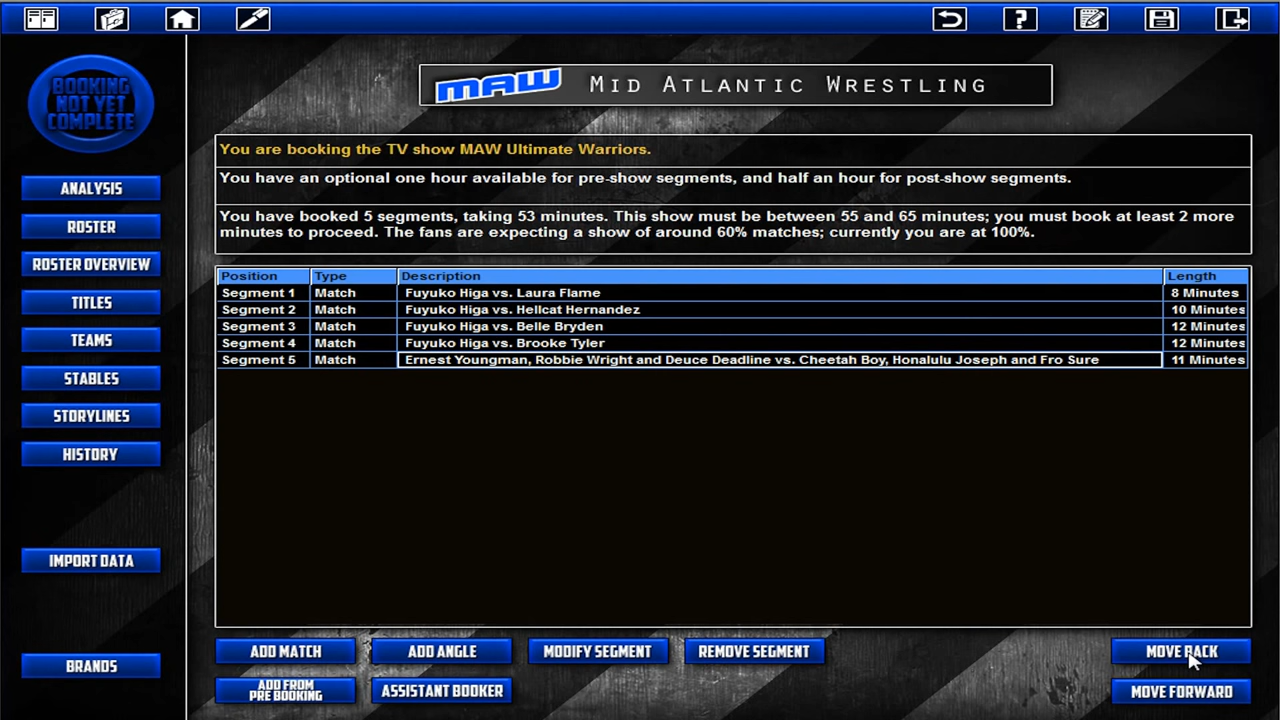 BOOKING
NOT YET
COMPLETE
MAW MID ATLANTIC WRESTLING
You are booking the TV show MAW Ultimate Warriors.
You have an optional one hour available for pre-show segments, and half an hour for post-show segments.
You have booked 5 segments, taking 53 minutes. This show must be between 55 and 65 minutes; you must book at least 2 more
minutes to proceed. The fans are expecting a show of around 60% matches; currently you are at 100%.
ANALYSIS
ROSTER
ROSTER OVERVIEW
TITLES
TEAMS
STABLES
STORYLINES
HISTORY
IMPORT DATA
BRANDS
Position Type Description Length
Segment 1 Match Fuyuko Higa vs. Laura Flame 8 Minutes
Segment 2 Match Fuyuko Higa vs. Hellcat Hernandez 10 Minutes
Segment 3 Match Fuyuko Higa vs. Belle Bryden 12 Minutes
Segment 4 Match Fuyuko Higa vs. Brooke Tyler 12 Minutes
Segment 5 Match Ernest Youngman, Robbie Wright and Deuce Deadline vs. Cheetah Boy, Honalulu Joseph and Fro Sure 11 Minutes
ADD MATCH ADD ANGLE MODIFY SEGMENT REMOVE SEGMENT MOVE BACK
ADD FROM
PRE BOOKING
ASSISTANT BOOKER MOVE FORWARD